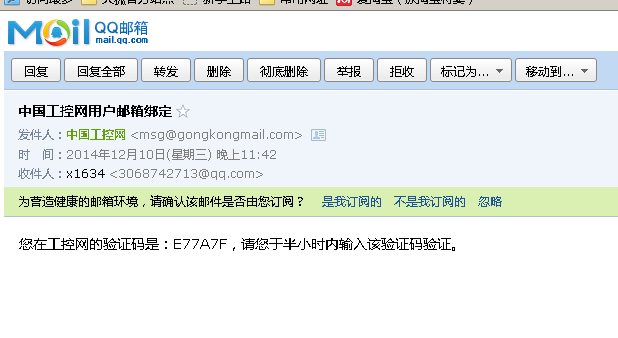 Mail QQ邮箱
mail.qq.com
回复 回复全部 转发 删除 彻底删除 举报 拒收 标记为... 移动到...
中国工控网用户邮箱绑定
发件人：中国工控网 <msg@gongkongmail.com>
时 间：2014年12月10日(星期三) 晚上11:42
收件人：x1634 <3068742713@qq.com>
为营造健康的邮箱环境，请确认该邮件是否由您订阅？ 是我订阅的 不是我订阅的 忽略
您在工控网的验证码是：E77A7F，请您于半小时内输入该验证码验证。